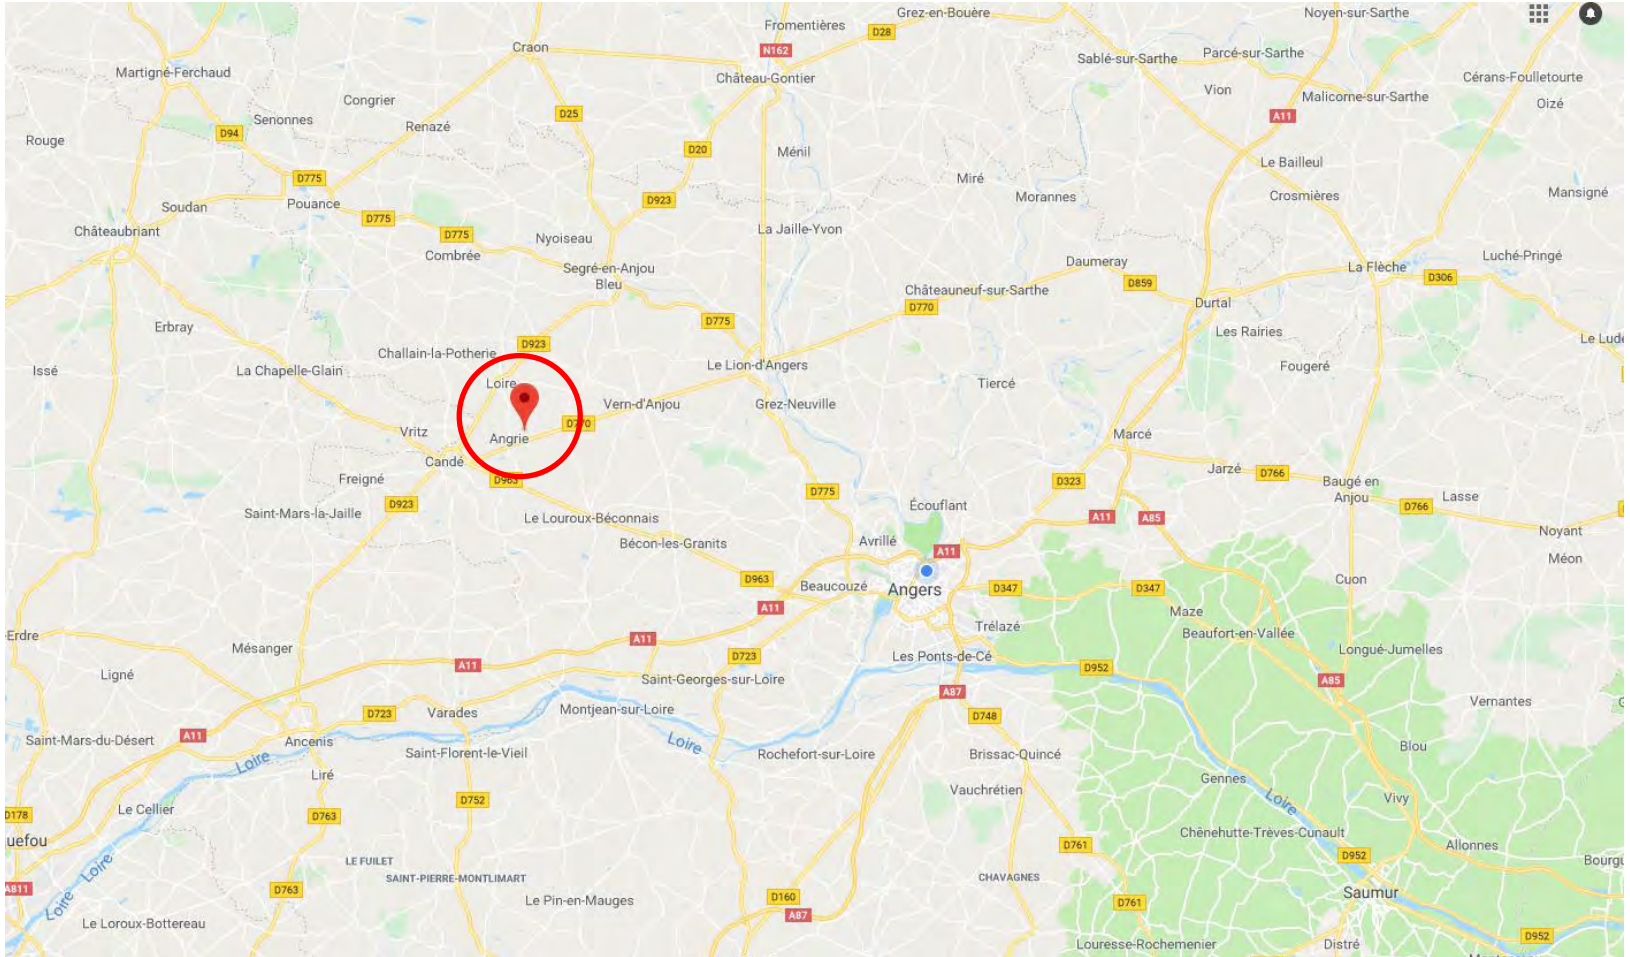 Grez-en-Bouère
Noyen-sur-Sarthe
Fromentières
D28
Craon
N162
Parcé-sur-Sarthe
Sablé-sur-Sarthe
Martigné-Ferchaud
Château-Gontier
Cérans-Foulletourte
Vion
Malicorne-sur-Sarthe
Oizé
Congrier
D25
A11
Senonnes
Renazé
D94
Rouge
D20
Ménil
Le Bailleul
D775
Miré
Morannes
Crosmières
Mansigné
D923
Soudan
Pouance
D775
Châteaubriant
D775
Nyoiseau
La Jaille-Yvon
Combrée
Segré-en-Anjou
Bleu
Daumeray
La Flèche
Luché-Pringé
D306
D859
Châteauneuf-sur-Sarthe
D770
Durtal
Erbray
D775
Les Rairies
Le Lude
D923
Challain-la-Potherie
Issé
La Chapelle-Glain
Le Lion-d'Angers
Fougeré
Loire
Tiercé
Vern-d'Anjou
Grez-Neuville
D770
Vritz
Angrie
Marcé
Candé
Jarzé
D766
Freigné
D963
D323
Baugé en
Anjou
D775
Lasse
D923
D766
Saint-Mars-la-Jaille
Écouflant
Le Louroux-Béconnais
A11
A85
Noyant
Bécon-les-Granits
Avrillé
A11
Méon
D963
Beaucouzé
Angers
D347
D347
Cuon
A11
Maze
Trélazé
Beaufort-en-Vallée
Erdre
A11
Mésanger
D723
Les Ponts-de-Cé
Longué-Jumelles
A11
D952
Ligné
Saint-Georges-sur-Loire
A85
A87
Vernantes
D723
Varades
Montjean-sur-Loire
D748
Saint-Mars-du-Désert
A11
Ancenis
Loire
Blou
Loire
Saint-Florent-le-Vieil
Rochefort-sur-Loire
Brissac-Quincé
Liré
Gennes
Vauchrétien
D752
Loire
Vivy
Le Cellier
D178
D763
Chênehutte-Trèves-Cunault
uefou
D761
Allonnes
D952
LE FUILET
Bourgu
Loire
SAINT-PIERRE-MONTLIMART
CHAVAGNES
A811
D763
Saumur
Loire
Le Pin-en-Mauges
D160
D761
A87
Le Loroux-Bottereau
D952
Louresse-Rochemenier
Distré